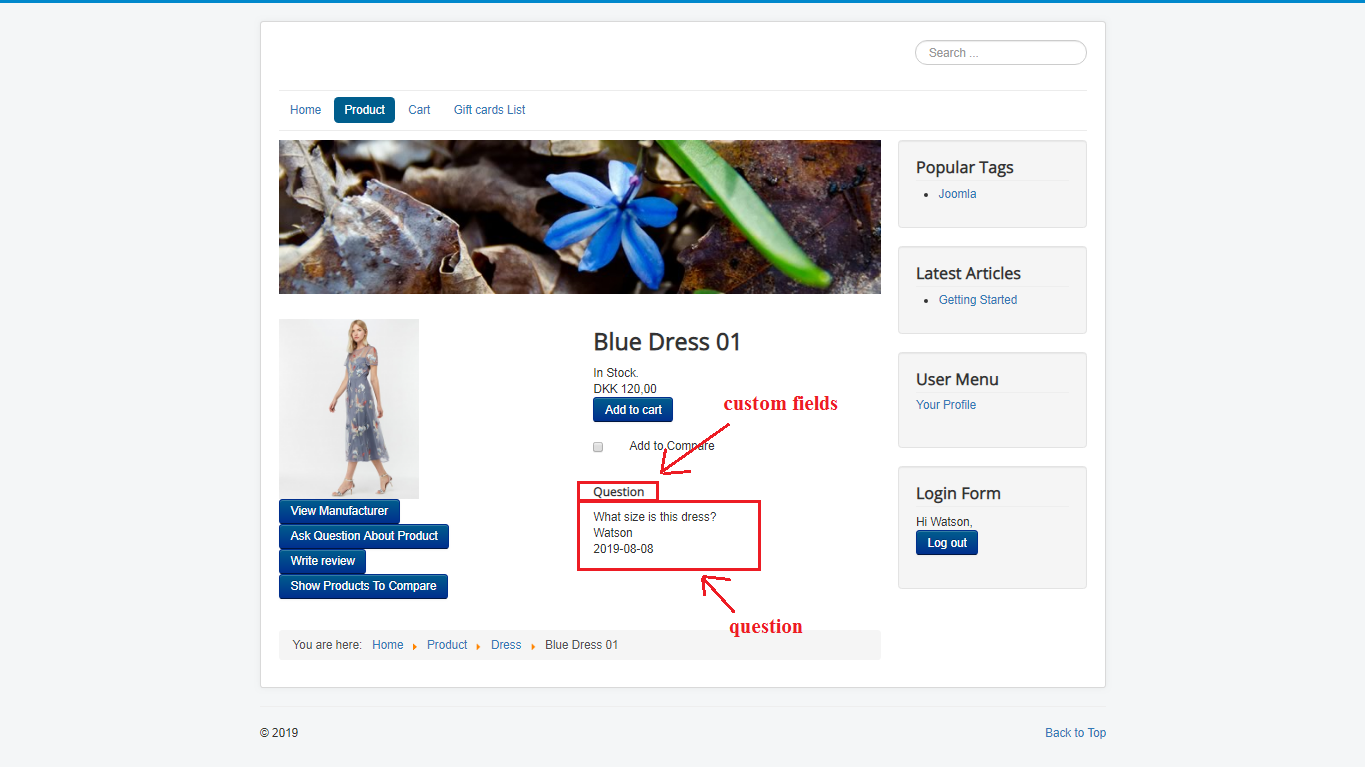 Search ...
Home
Product
Cart
Gift cards List
Popular Tags
Joomla
Latest Articles
Getting Started
User Menu
Your Profile
Login Form
Hi Watson,
Log out
Blue Dress 01
In Stock.
DKK 120,00
Add to cart
custom fields
Add to Compare
Question
What size is this dress?
Watson
2019-08-08
question
View Manufacturer
Ask Question About Product
Write review
Show Products To Compare
You are here: Home Product Dress Blue Dress 01
© 2019
Back to Top